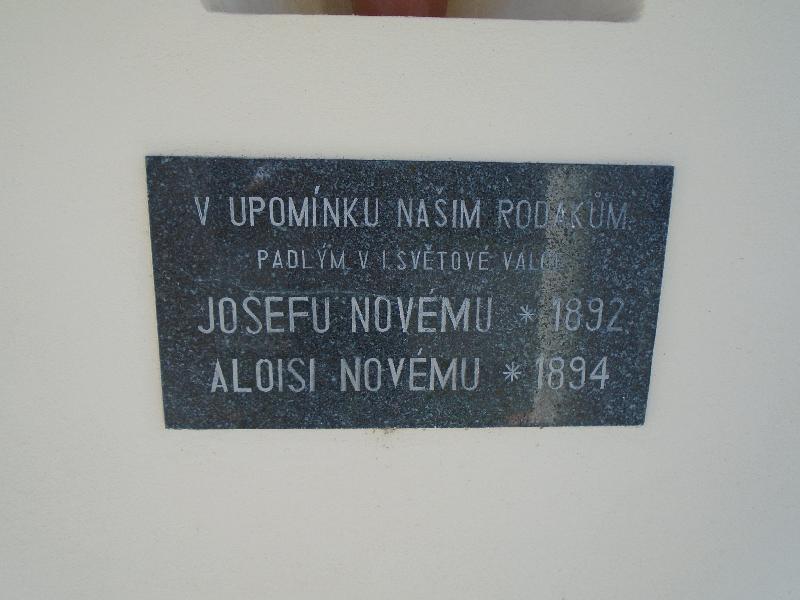 V UPOMÍNKU NAŠIM RODÁKŮM
PADLÝM V I.SVĚTOVÉ VÁLCE
JOSEFU NOVÉMU * 1892
ALOISI NOVÉMU * 1894